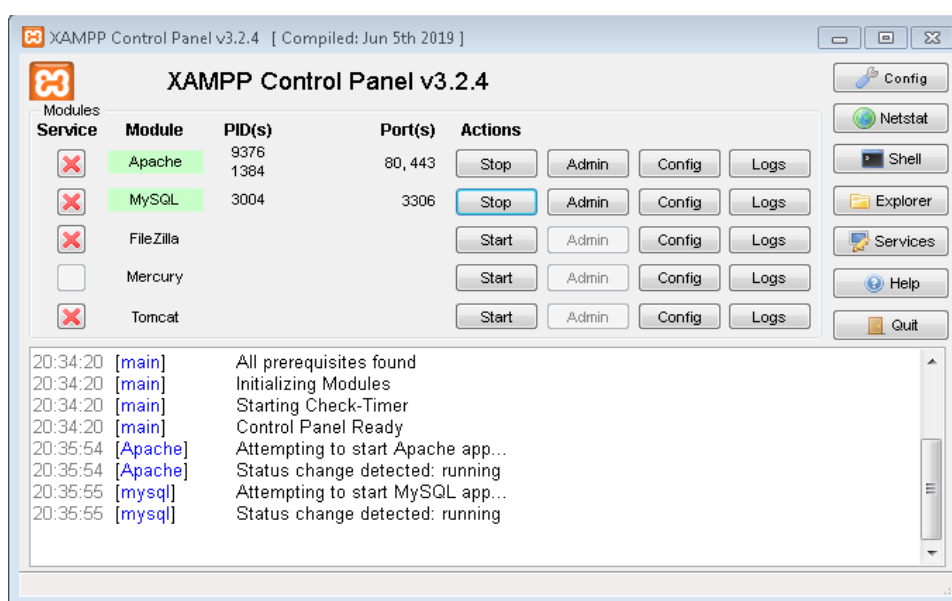 XAMPP Control Panel v3.2.4 [ Compiled: Jun 5th 2019 ]
XAMPP Control Panel v3.2.4
Config
Modules
Service Module PID(s) Port(s) Actions
Netstat
Apache 9376 1384 80, 443 Stop Admin Config Logs
Shell
MySQL 3004 3306 Stop Admin Config Logs
Explorer
FileZilla Start Admin Config Logs
Services
Mercury Start Admin Config Logs
Help
Tomcat Start Admin Config Logs
Quit
20:34:20 [main] All prerequisites found
20:34:20 [main] Initializing Modules
20:34:20 [main] Starting Check-Timer
20:34:20 [main] Control Panel Ready
20:35:54 [Apache] Attempting to start Apache app...
20:35:54 [Apache] Status change detected: running
20:35:55 [mysql] Attempting to start MySQL app...
20:35:55 [mysql] Status change detected: running